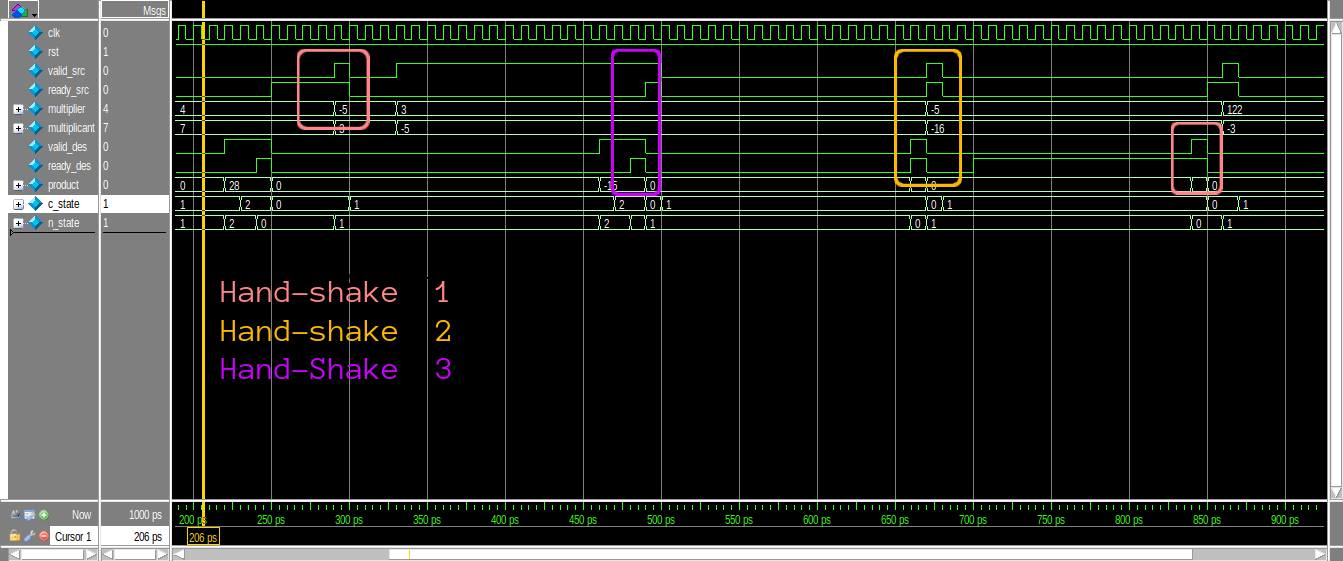 Msgs
clk 0
rst 1
valid_src 0
ready_src 0
multiplier 4 4 -5 3 -5 122
multiplicant 7 7 3 -5 -16 -3
valid_des 0
ready_des 0
product 0 0 28 0 -15 0 0 0
c_state 1 1 2 0 1 2 0 1 0 1 0 1
n_state 1 1 2 0 1 2 1 0 1 0 1
Hand-shake 1
Hand-shake 2
Hand-Shake 3
Now 1000 ps 200 ps 250 ps 300 ps 350 ps 400 ps 450 ps 500 ps 550 ps 600 ps 650 ps 700 ps 750 ps 800 ps 850 ps 900 ps
Cursor 1 206 ps 206 ps